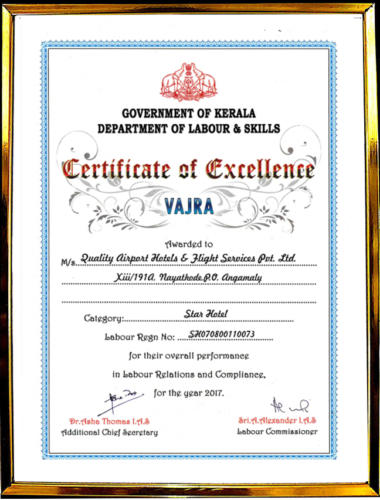 GOVERNMENT OF KERALA
DEPARTMENT OF LABOUR & SKILLS
Certificate of Excellence
VAJRA
Awarded to
M/s. Quality Airport Hotels & Flight Services Pvt. Ltd.
Xiii/191A, Nayathode.P.O. Angamaly
Category: Star Hotel
Labour Regn No: SH070800110073
for their overall performance
in Labour Relations and Compliance,
for the year 2017.
Dr.Asha Thomas I.A.S
Additional Chief Secretary
Sri.A.Alexander I.A.S
Labour Commissioner